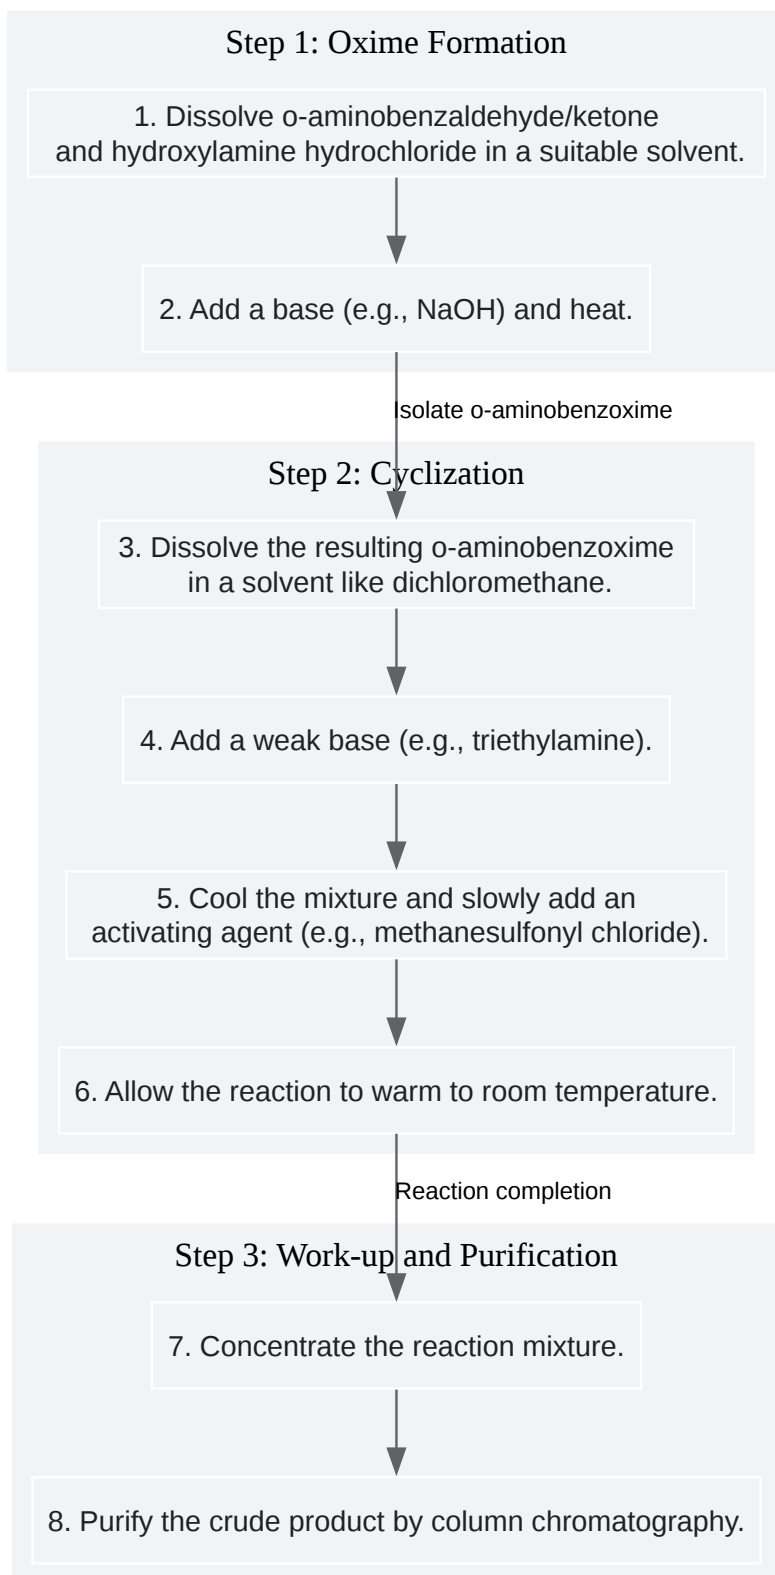 Step 1: Oxime Formation
1. Dissolve o-aminobenzaldehyde/ketone
and hydroxylamine hydrochloride in a suitable solvent.
2. Add a base (e.g., NaOH) and heat.
Isolate o-aminobenzoxime
Step 2: Cyclization
3. Dissolve the resulting o-aminobenzoxime
in a solvent like dichloromethane.
4. Add a weak base (e.g., triethylamine).
5. Cool the mixture and slowly add an
activating agent (e.g., methanesulfonyl chloride).
6. Allow the reaction to warm to room temperature.
Reaction completion
Step 3: Work-up and Purification
7. Concentrate the reaction mixture.
8. Purify the crude product by column chromatography.